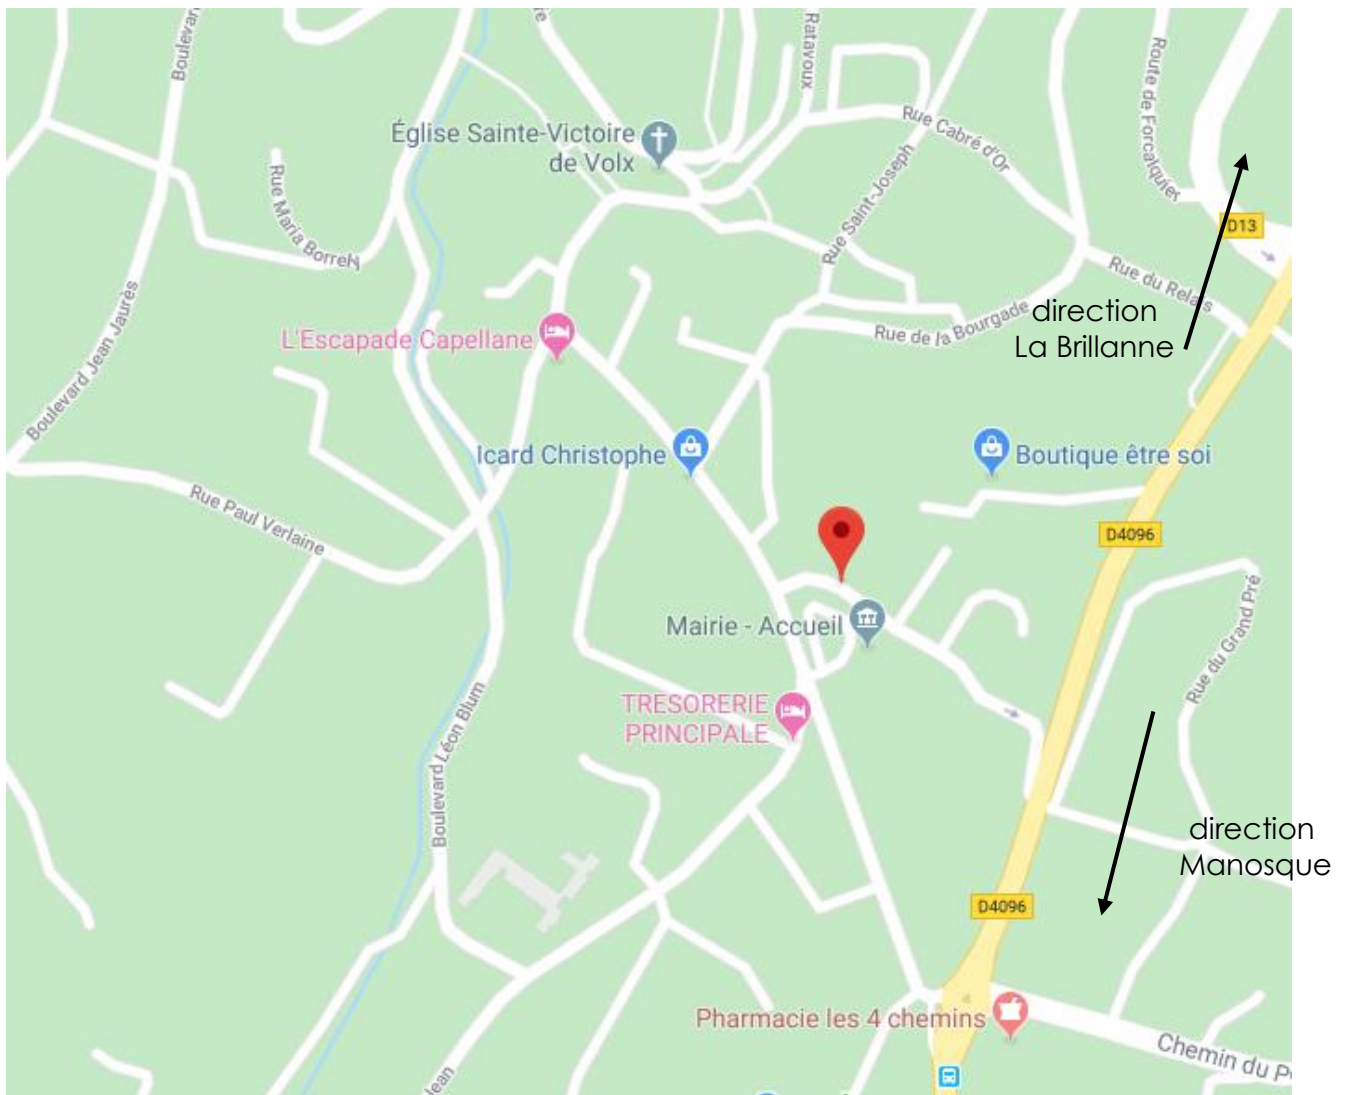 Boulevar
Ratavoux
Route de Forcalquier
Rue Cabré d'Or
Église Sainte-Victoire
de Volx
Rue Maria Borrely
Rue Saint-Joseph
D13
Rue du Relais
Boulevard Jean Jaurès
direction
La Brillanne
Rue de la Bourgade
L'Escapade Capellane
Icard Christophe
Boutique être soi
Rue Paul Verlaine
D4096
Rue du Grand Pré
Mairie - Accueil
TRESORERIE
PRINCIPALE
Boulevard Léon Blum
direction
Manosque
D4096
Pharmacie les 4 chemins
Chemin du P
Jean